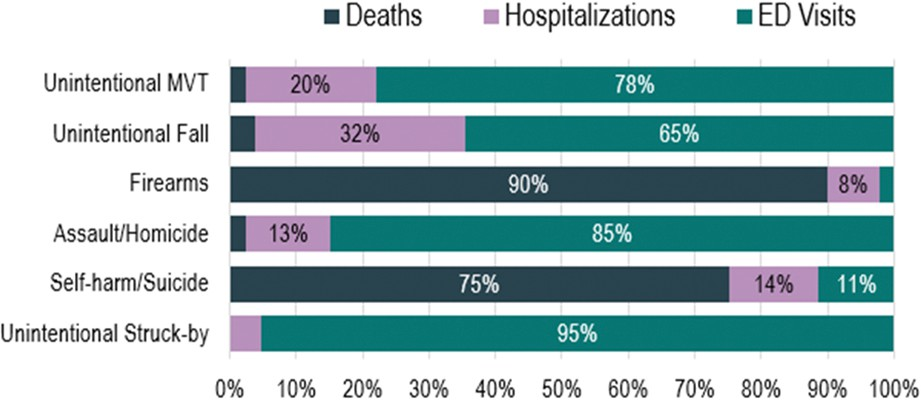 Deaths Hospitalizations ED Visits
Unintentional MVT 20% 78%
Unintentional Fall 32% 65%
Firearms 90% 8%
Assault/Homicide 13% 85%
Self-harm/Suicide 75% 14% 11%
Unintentional Struck-by 95%
0% 10% 20% 30% 40% 50% 60% 70% 80% 90% 100%